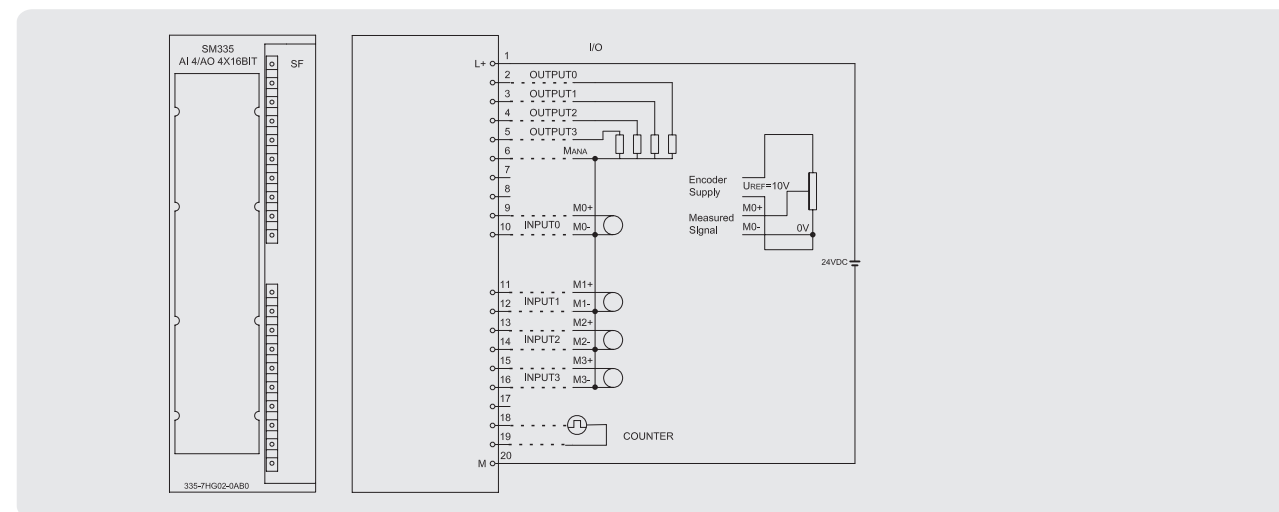 SM335
AI 4/AO 4X16BIT
SF
335-7HG02-0AB0
I/O
L+ 1
2 OUTPUT0
3 OUTPUT1
4 OUTPUT2
5 OUTPUT3
6 MANA
7
8
9 M0+
INPUT0
10 M0-
11 M1+
INPUT1
12 M1-
13 M2+
INPUT2
14 M2-
15 M3+
INPUT3
16 M3-
17
18
19
COUNTER
M 20
Encoder
Supply
UREF=10V
Measured
SIgnal
M0+
M0-
0V
24VDC